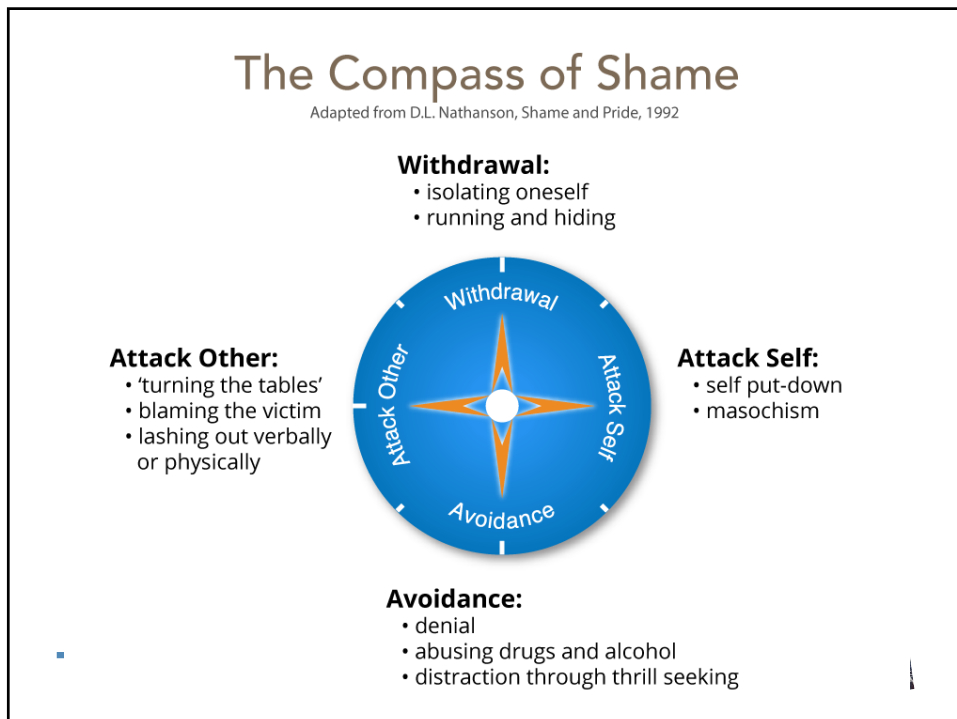 The Compass of Shame
Adapted from D.L. Nathanson, Shame and Pride, 1992
Withdrawal:
• isolating oneself
• running and hiding
Attack Other:
• ‘turning the tables’
• blaming the victim
• lashing out verbally
or physically
Withdrawal
Attack Other
Attack Self
Avoidance
Attack Self:
• self put-down
• masochism
Avoidance:
• denial
• abusing drugs and alcohol
• distraction through thrill seeking